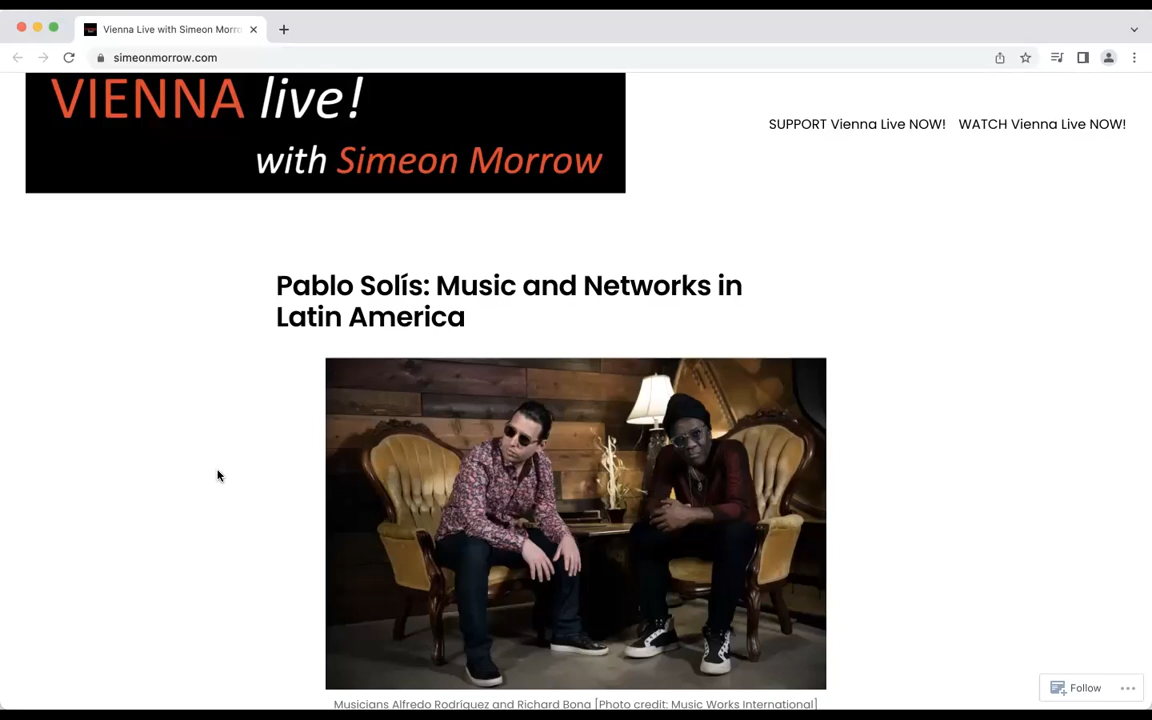 Vienna Live with Simeon Morro
simeonmorrow.com
VIENNA live!
with Simeon Morrow
SUPPORT Vienna Live NOW! WATCH Vienna Live NOW!
Pablo Solís: Music and Networks in
Latin America
Musicians Alfredo Rodriguez and Richard Bona [Photo credit: Music Works International]
Follow